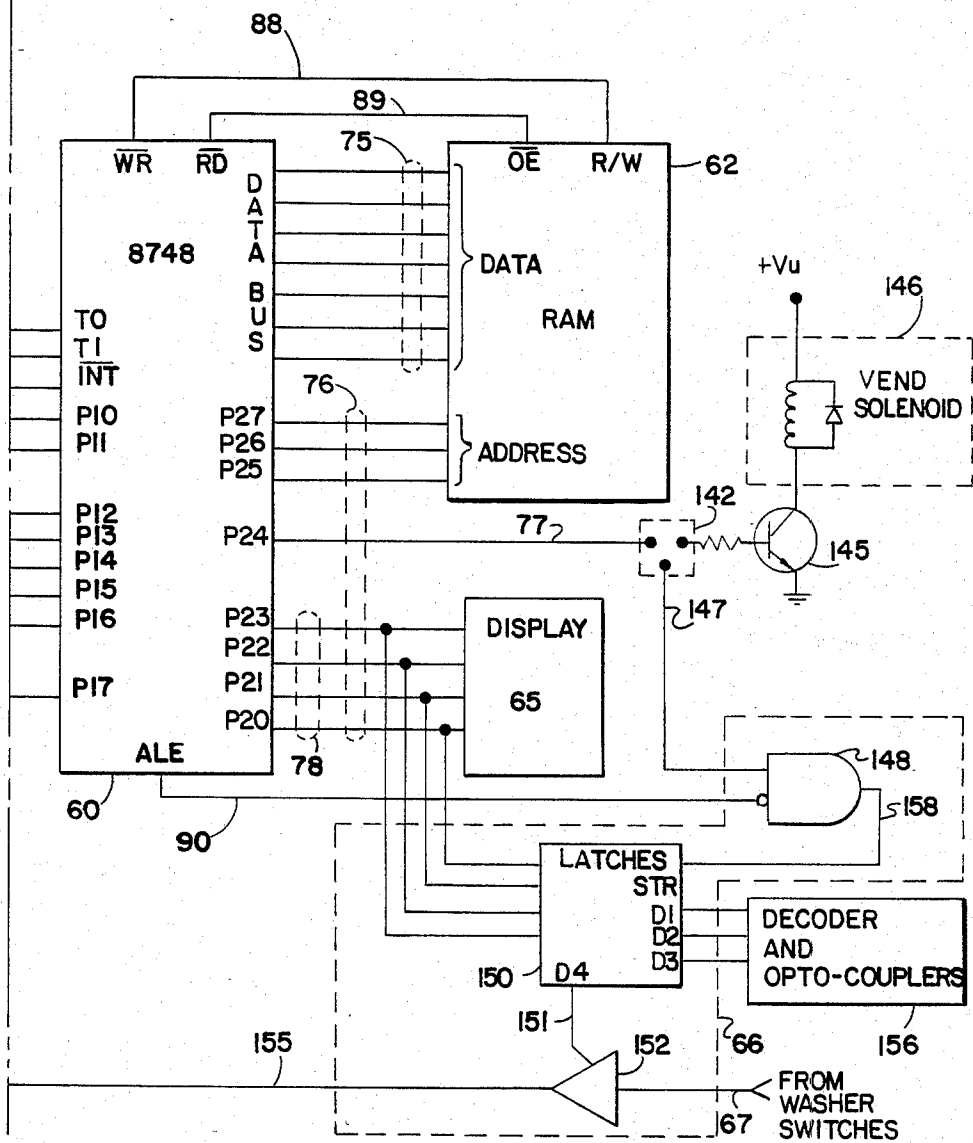 88
89
75
WR RD
OE R/W
62
D
A
T
A
B
U
S
8748
DATA
RAM
+Vu
146
TO
T1
INT
VEND
SOLENOID
76
P10
P11
P27
P26
P25
ADDRESS
142
P12
P13
P14
P15
P16
P24
77
145
147
P23
P22
P21
P20
DISPLAY
65
P17
ALE
78
60
90
148
158
LATCHES
STR
D1
D2
D3
D4
150
DECODER
AND
OPTO-COUPLERS
151
152
66
156
155
67
FROM
WASHER
SWITCHES